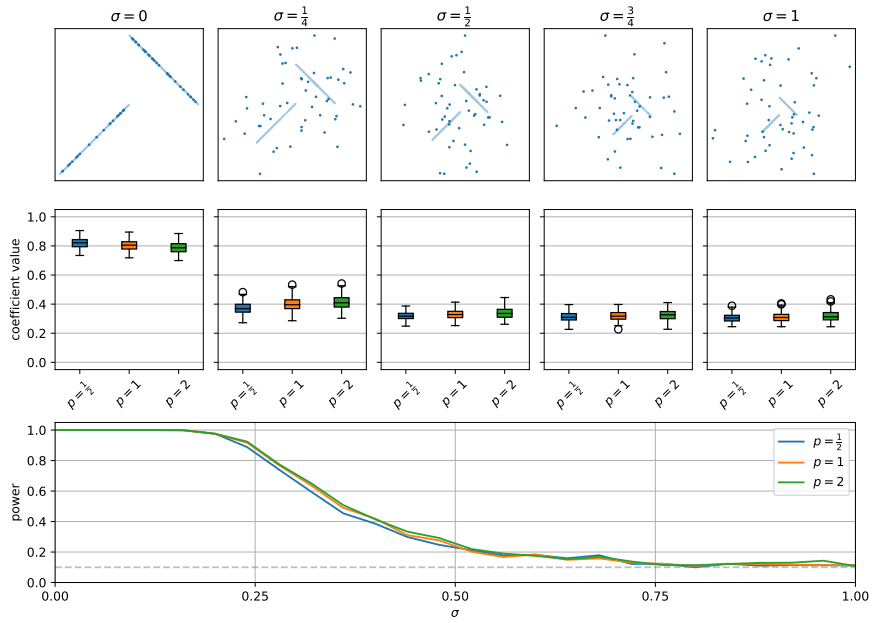 σ = 0 σ = 1/4 σ = 1/2 σ = 3/4 σ = 1
coefficient value
1.0
0.8
0.6
0.4
0.2
0.0
p = 1/2 p = 1 p = 2 p = 1/2 p = 1 p = 2 p = 1/2 p = 1 p = 2 p = 1/2 p = 1 p = 2 p = 1/2 p = 1 p = 2
power
1.0
0.8
0.6
0.4
0.2
0.0
p = 1/2
p = 1
p = 2
0.00 0.25 0.50 0.75 1.00
σ